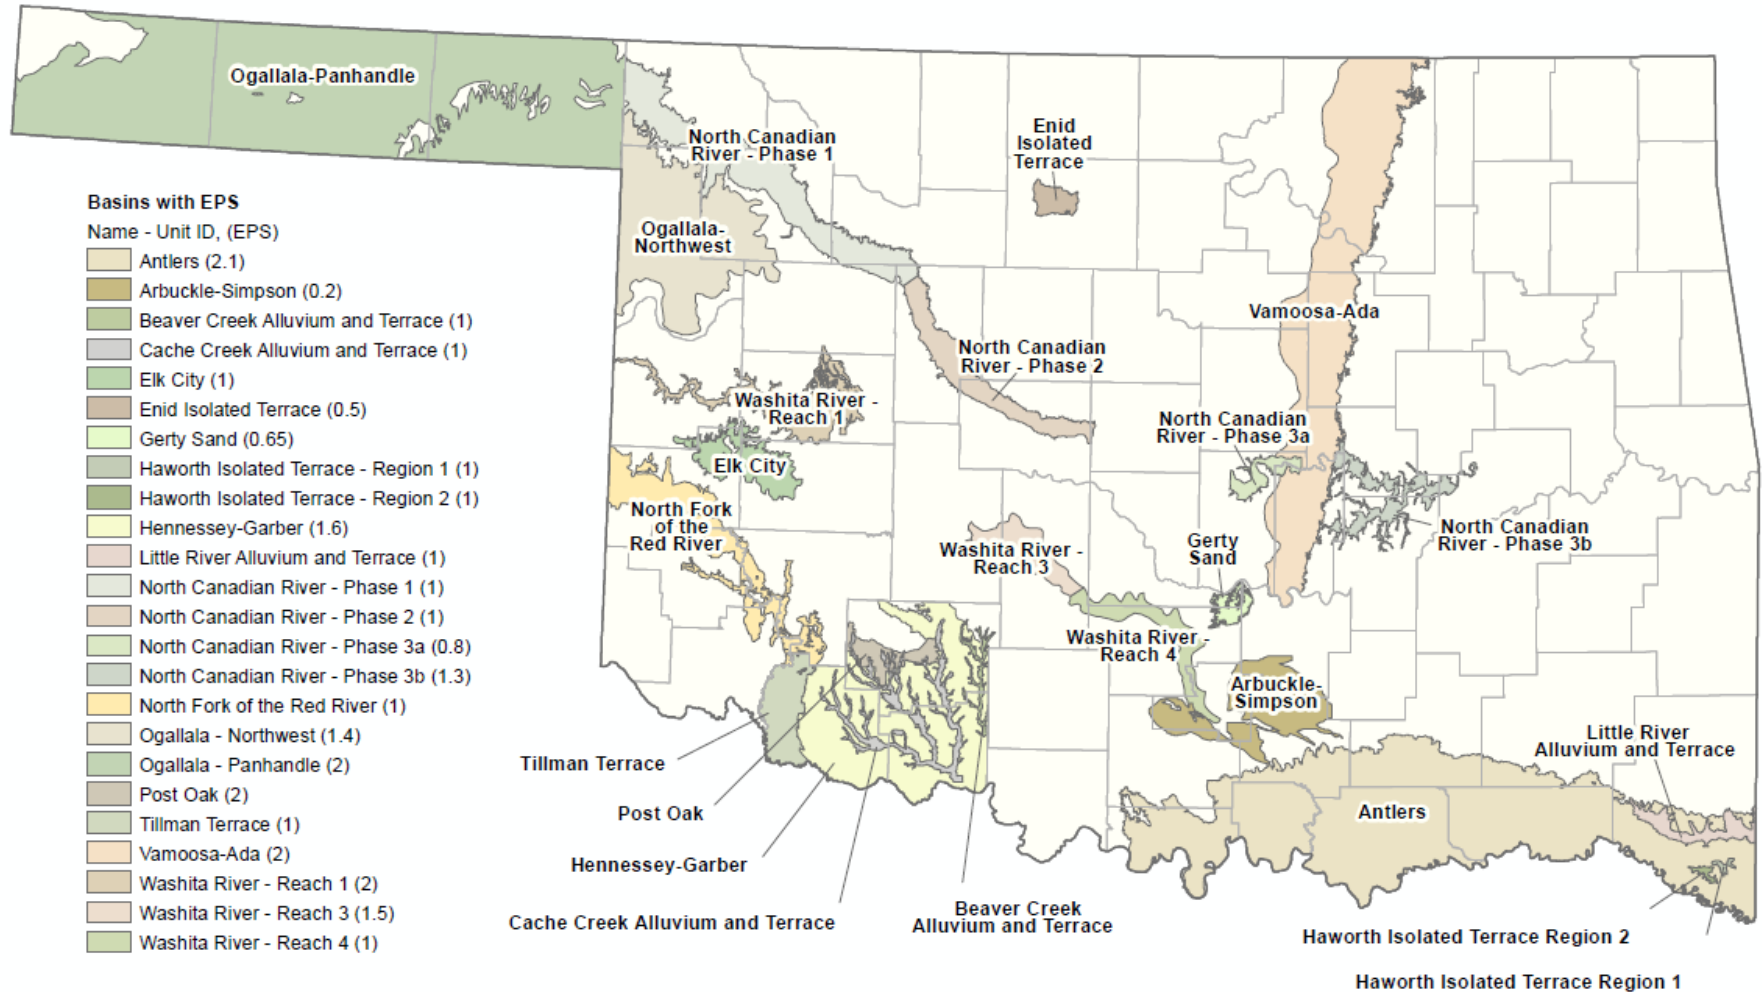 Ogallala-Panhandle
North Canadian
River - Phase 1
Enid
Isolated
Terrace
Basins with EPS
Name - Unit ID, (EPS)
Antlers (2.1)
Arbuckle-Simpson (0.2)
Beaver Creek Alluvium and Terrace (1)
Cache Creek Alluvium and Terrace (1)
Elk City (1)
Enid Isolated Terrace (0.5)
Gerty Sand (0.65)
Haworth Isolated Terrace - Region 1 (1)
Haworth Isolated Terrace - Region 2 (1)
Hennessey-Garber (1.6)
Little River Alluvium and Terrace (1)
North Canadian River - Phase 1 (1)
North Canadian River - Phase 2 (1)
North Canadian River - Phase 3a (0.8)
North Canadian River - Phase 3b (1.3)
North Fork of the Red River (1)
Ogallala - Northwest (1.4)
Ogallala - Panhandle (2)
Post Oak (2)
Tillman Terrace (1)
Vamoosa-Ada (2)
Washita River - Reach 1 (2)
Washita River - Reach 3 (1.5)
Washita River - Reach 4 (1)
Ogallala-
Northwest
Vamoosa-Ada
North Canadian
River - Phase 2
Washita River -
Reach 1
North Canadian
River - Phase 3a
Elk City
North Fork
of the
Red River
North Canadian
River - Phase 3b
Washita River -
Reach 3
Gerty
Sand
Washita River -
Reach 4
Arbuckle-
Simpson
Little River
Alluvium and Terrace
Tillman Terrace
Post Oak
Antlers
Hennessey-Garber
Cache Creek Alluvium and Terrace
Beaver Creek
Alluvium and Terrace
Haworth Isolated Terrace Region 2
Haworth Isolated Terrace Region 1